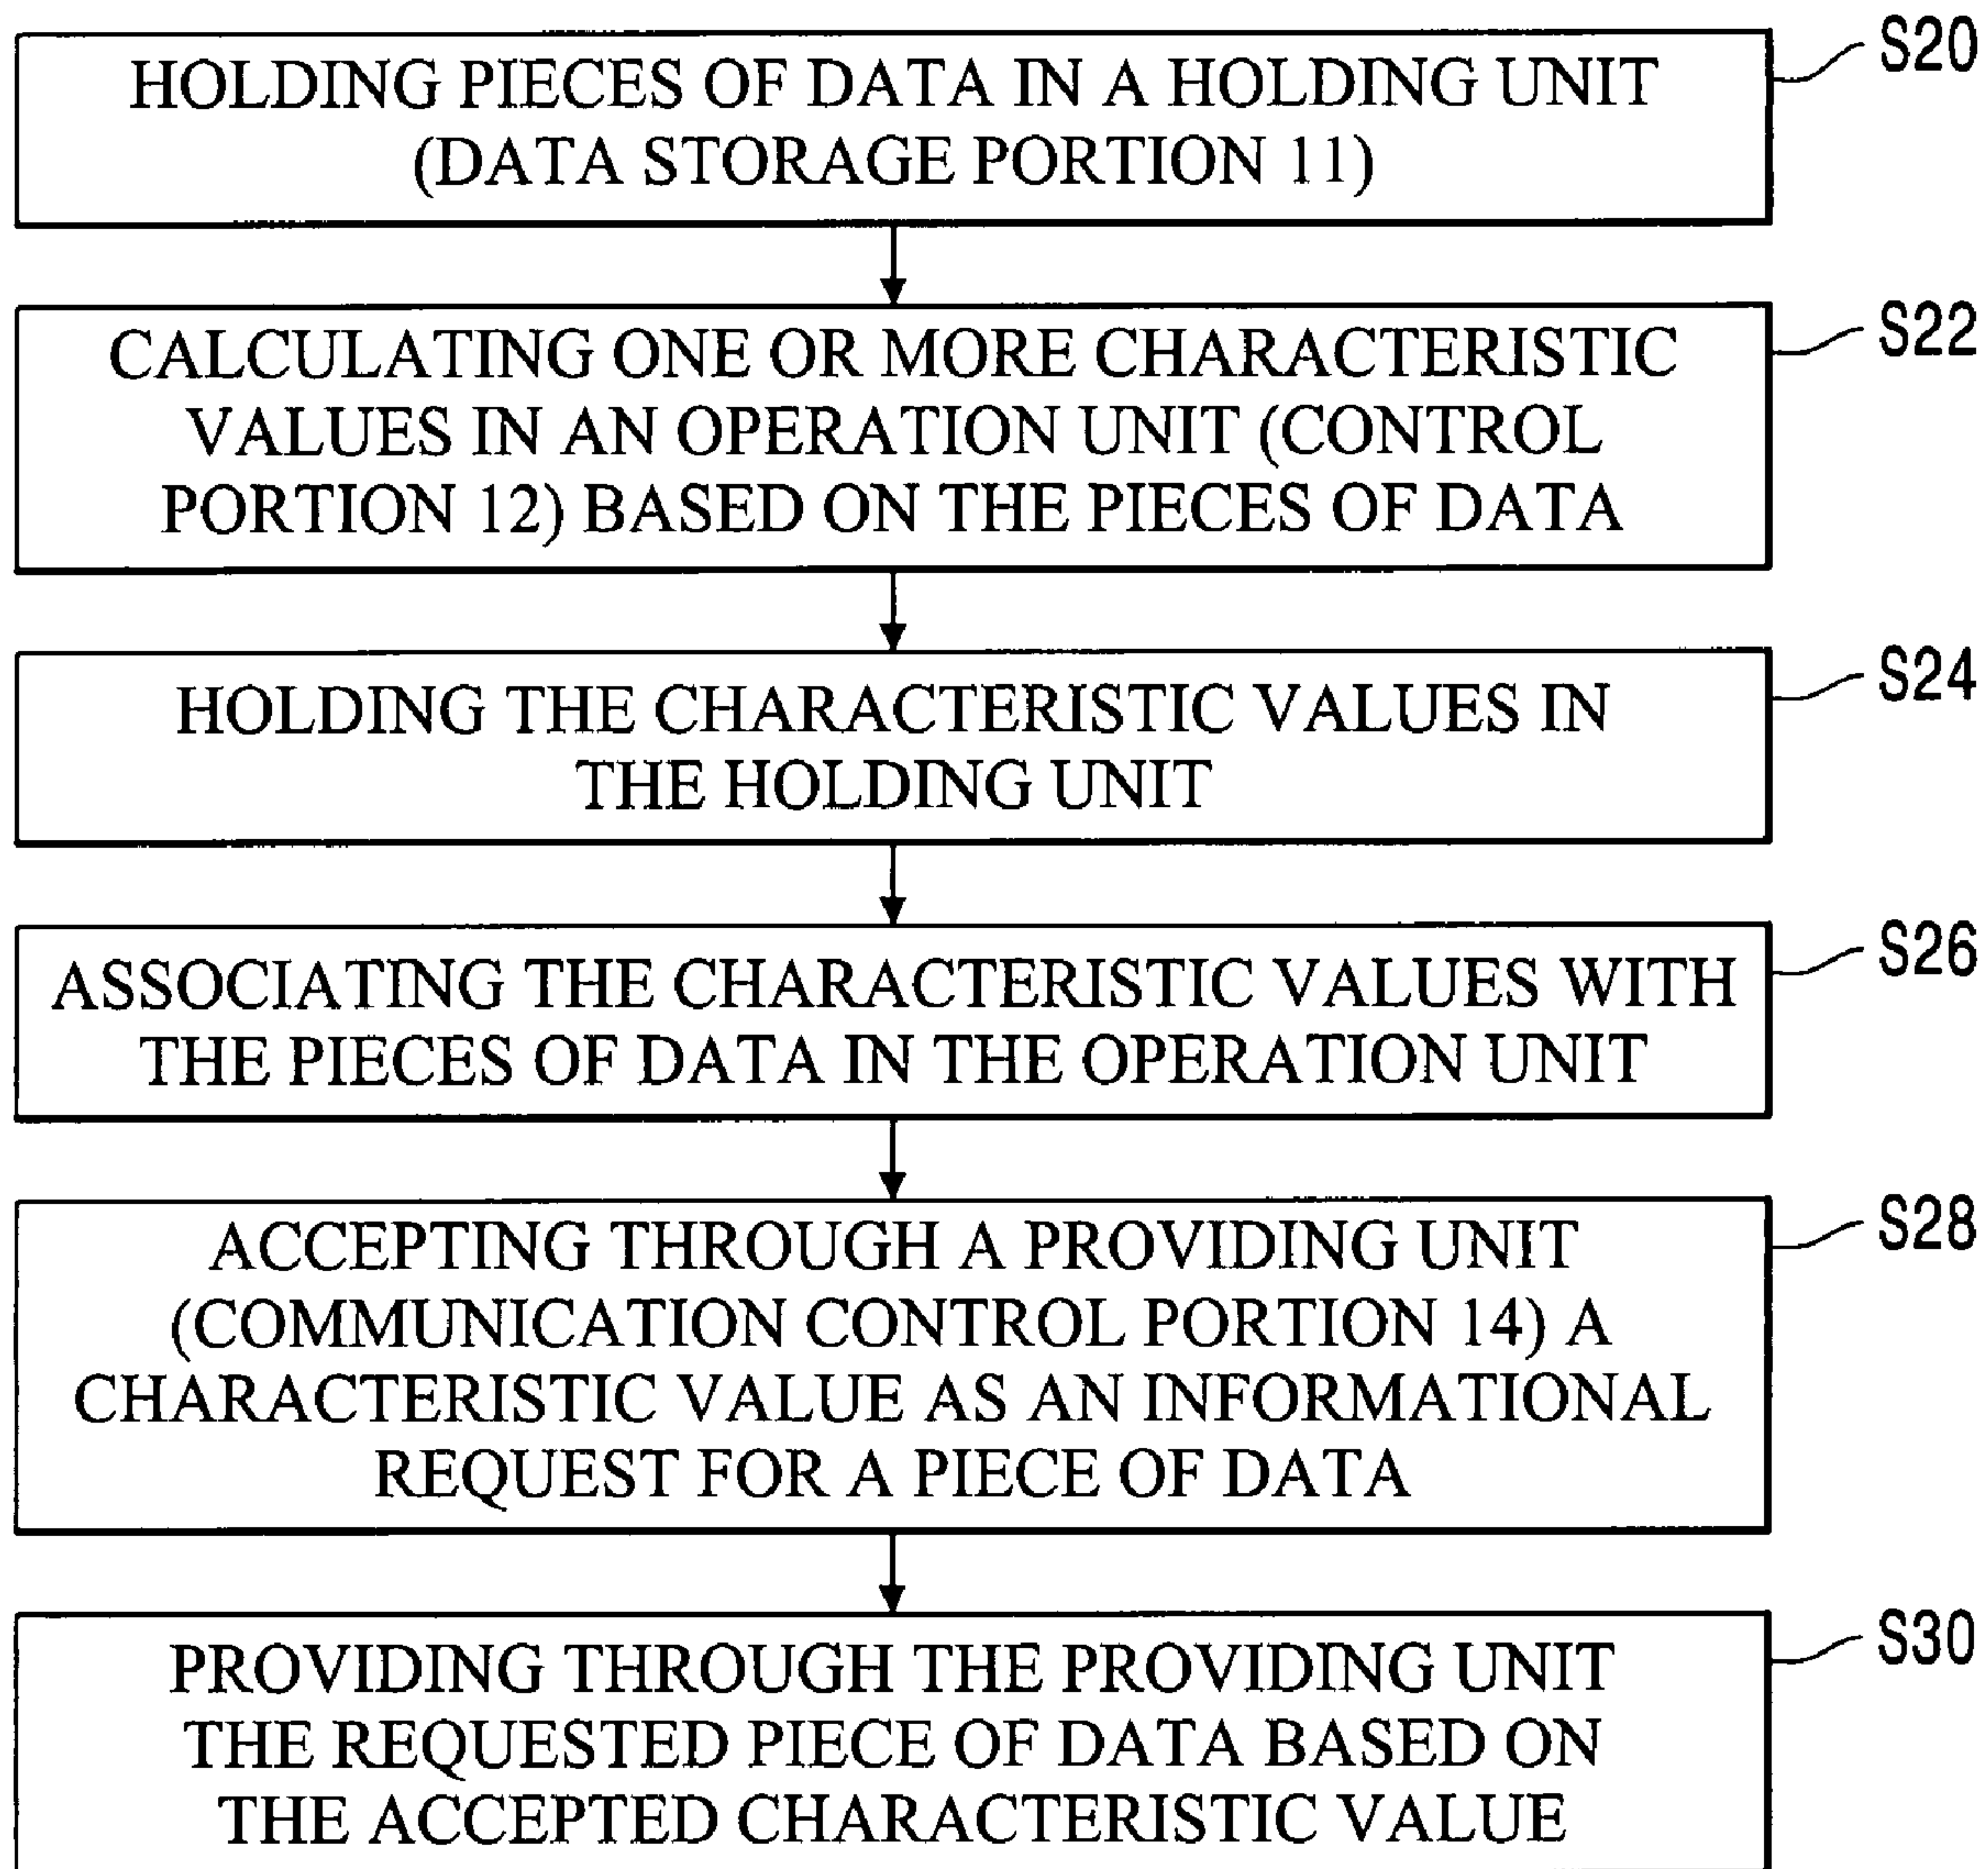 S20
HOLDING PIECES OF DATA IN A HOLDING UNIT
(DATA STORAGE PORTION 11)
S22
CALCULATING ONE OR MORE CHARACTERISTIC
VALUES IN AN OPERATION UNIT (CONTROL
PORTION 12) BASED ON THE PIECES OF DATA
S24
HOLDING THE CHARACTERISTIC VALUES IN
THE HOLDING UNIT
S26
ASSOCIATING THE CHARACTERISTIC VALUES WITH
THE PIECES OF DATA IN THE OPERATION UNIT
S28
ACCEPTING THROUGH A PROVIDING UNIT
(COMMUNICATION CONTROL PORTION 14) A
CHARACTERISTIC VALUE AS AN INFORMATIONAL
REQUEST FOR A PIECE OF DATA
S30
PROVIDING THROUGH THE PROVIDING UNIT
THE REQUESTED PIECE OF DATA BASED ON
THE ACCEPTED CHARACTERISTIC VALUE